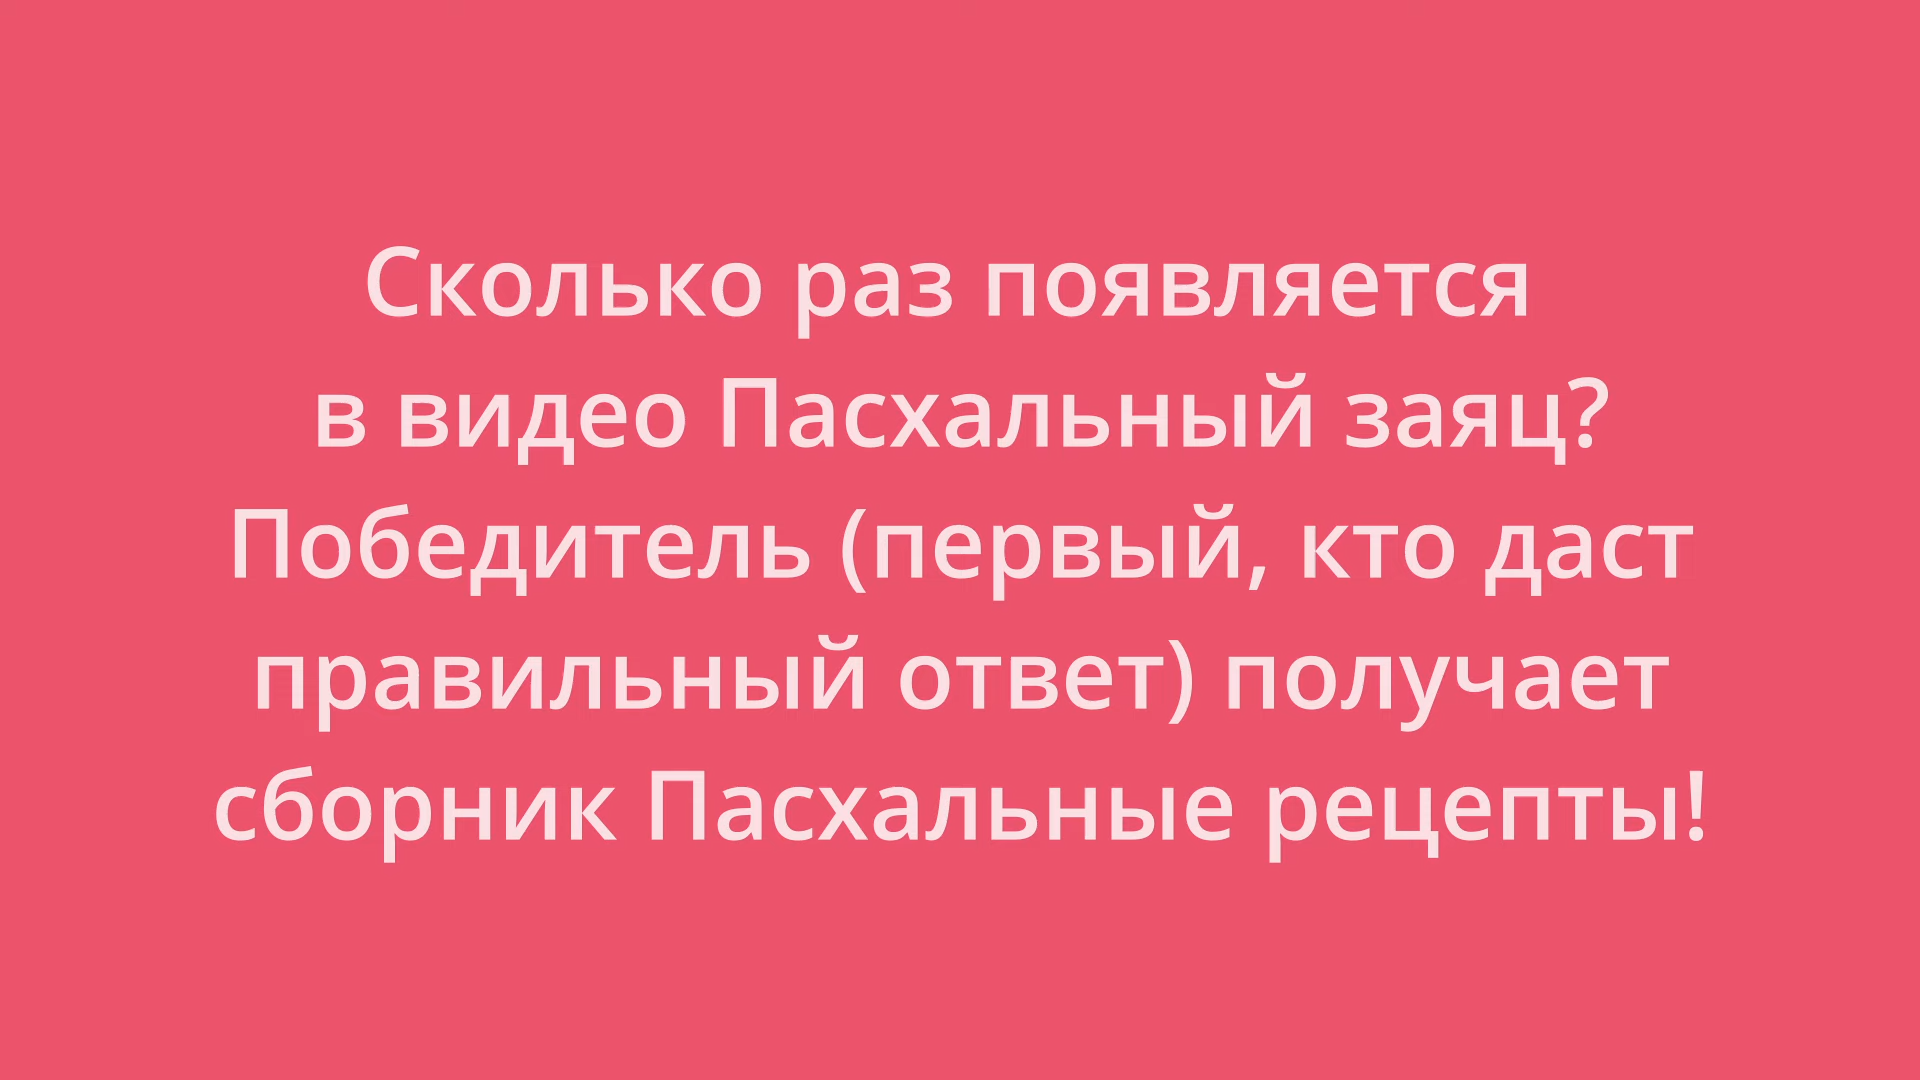 Сколько раз появляется
в видео Пасхальный заяц?
Победитель (первый, кто даст
правильный ответ) получает
сборник Пасхальные рецепты!